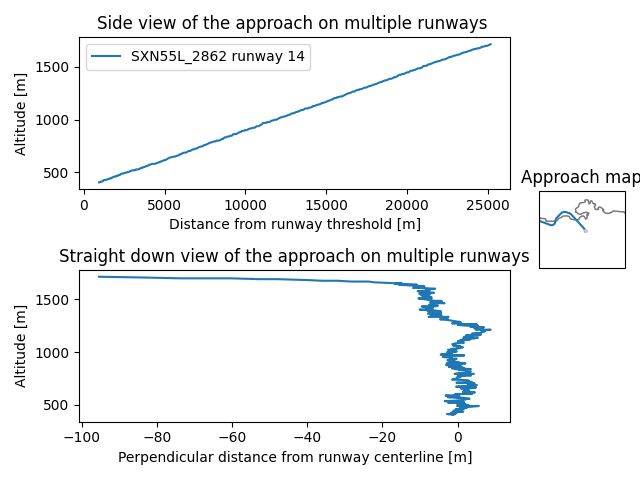 Side view of the approach on multiple runways
SXN55L_2862 runway 14
Altitude [m]
1500
1000
500
0 5000 10000 15000 20000 25000
Distance from runway threshold [m]
Approach map
Straight down view of the approach on multiple runways
Altitude [m]
1500
1000
500
−100 −80 −60 −40 −20 0
Perpendicular distance from runway centerline [m]